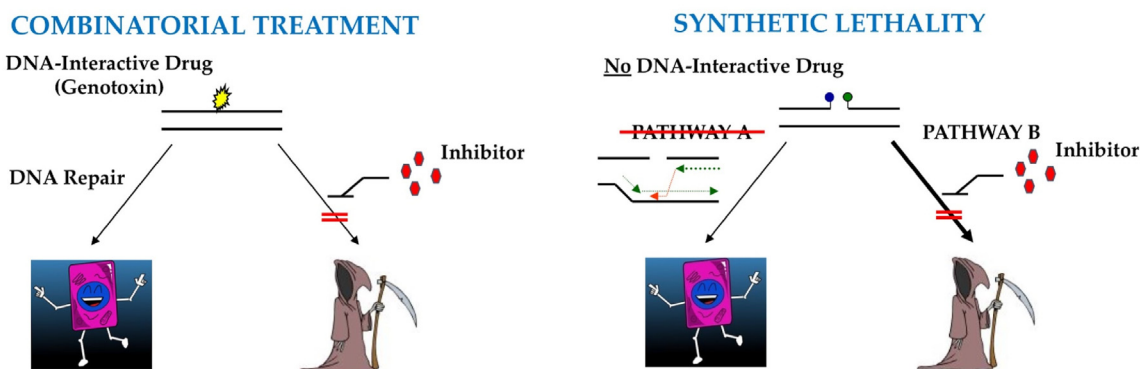 COMBINATORIAL TREATMENT
DNA-Interactive Drug
(Genotoxin)
DNA Repair
Inhibitor
SYNTHETIC LETHALITY
No DNA-Interactive Drug
PATHWAY A
PATHWAY B
Inhibitor